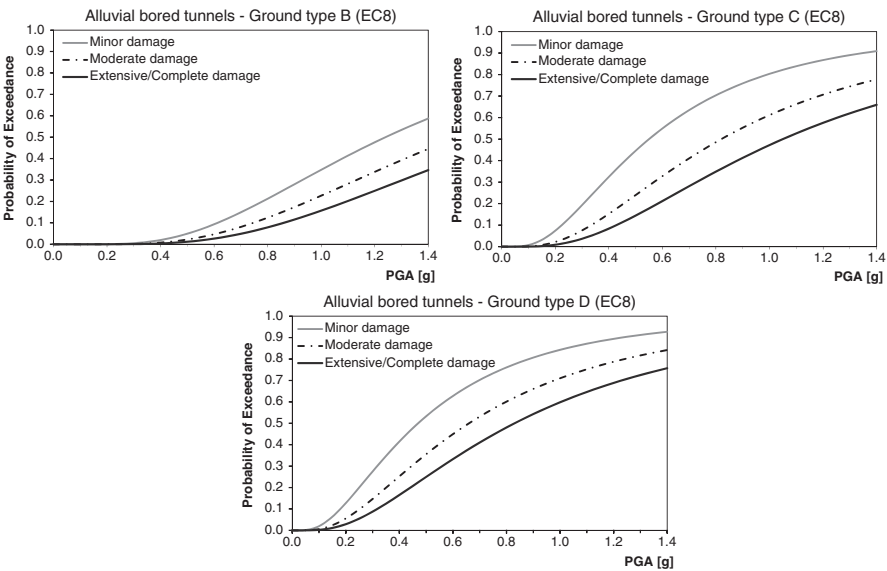 Alluvial bored tunnels - Ground type B (EC8)
Probability of Exceedance
1.0
0.9
0.8
0.7
0.6
0.5
0.4
0.3
0.2
0.1
0.0
Minor damage
Moderate damage
Extensive/Complete damage
0.0 0.2 0.4 0.6 0.8 1.0 1.2 1.4
PGA [g]
Alluvial bored tunnels - Ground type C (EC8)
Probability of Exceedance
1.0
0.9
0.8
0.7
0.6
0.5
0.4
0.3
0.2
0.1
0.0
Minor damage
Moderate damage
Extensive/Complete damage
0.0 0.2 0.4 0.6 0.8 1.0 1.2 1.4
PGA [g]
Alluvial bored tunnels - Ground type D (EC8)
Probability of Exceedance
1.0
0.9
0.8
0.7
0.6
0.5
0.4
0.3
0.2
0.1
0.0
Minor damage
Moderate damage
Extensive/Complete damage
0.0 0.2 0.4 0.6 0.8 1.0 1.2 1.4
PGA [g]